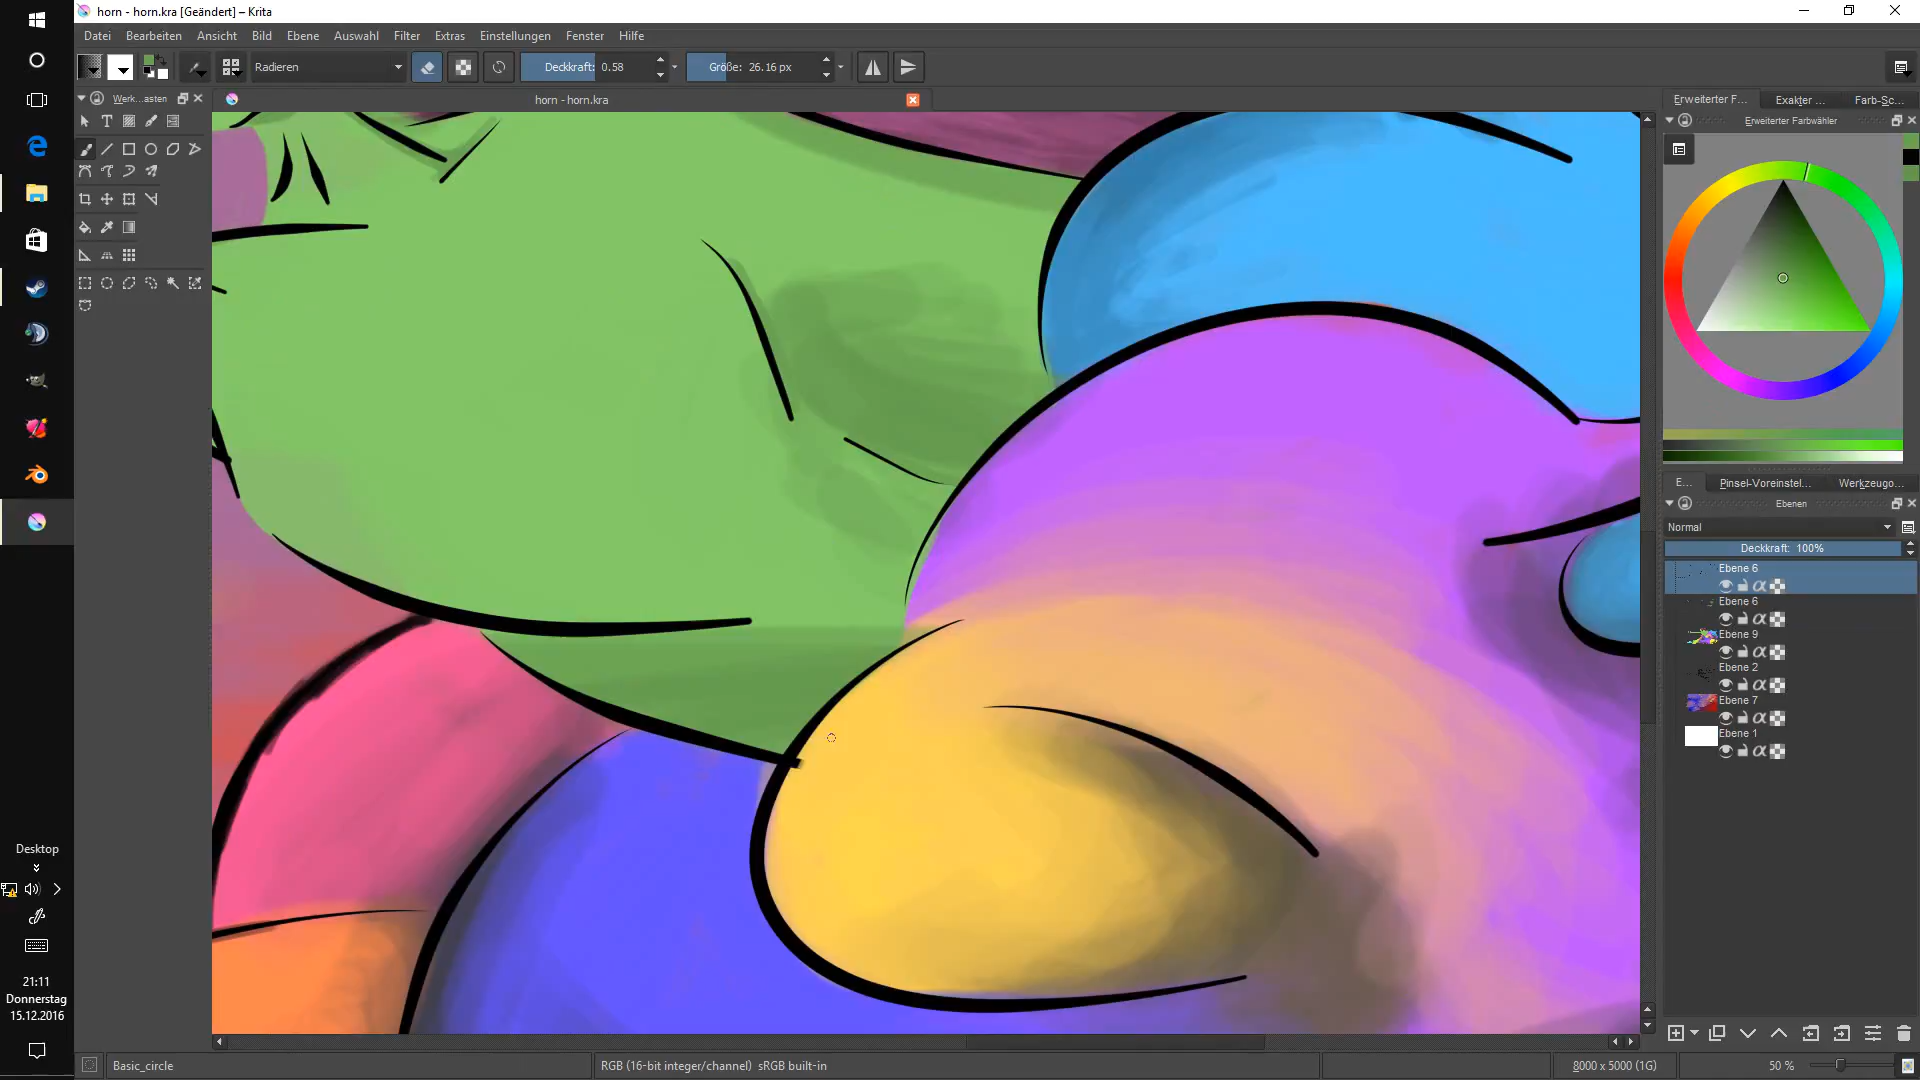 horn - horn.kra [Geändert] – Krita
Datei Bearbeiten Ansicht Bild Ebene Auswahl Filter Extras Einstellungen Fenster Hilfe
Radieren
Deckkraft: 0.58
Größe: 26.16 px
Werk...asten
horn - horn.kra
Erweiterter F... Exakter ... Farb-Sc...
Erweiterter Farbwähler
E... Pinsel-Voreinstel... Werkzeugo...
Ebenen
Normal
Deckkraft: 100%
Ebene 6
Ebene 6
Ebene 9
Ebene 2
Ebene 7
Ebene 1
Desktop
21:11
Donnerstag
15.12.2016
Basic_circle
RGB (16-bit integer/channel) sRGB built-in
8000 x 5000 (1G)
50 %